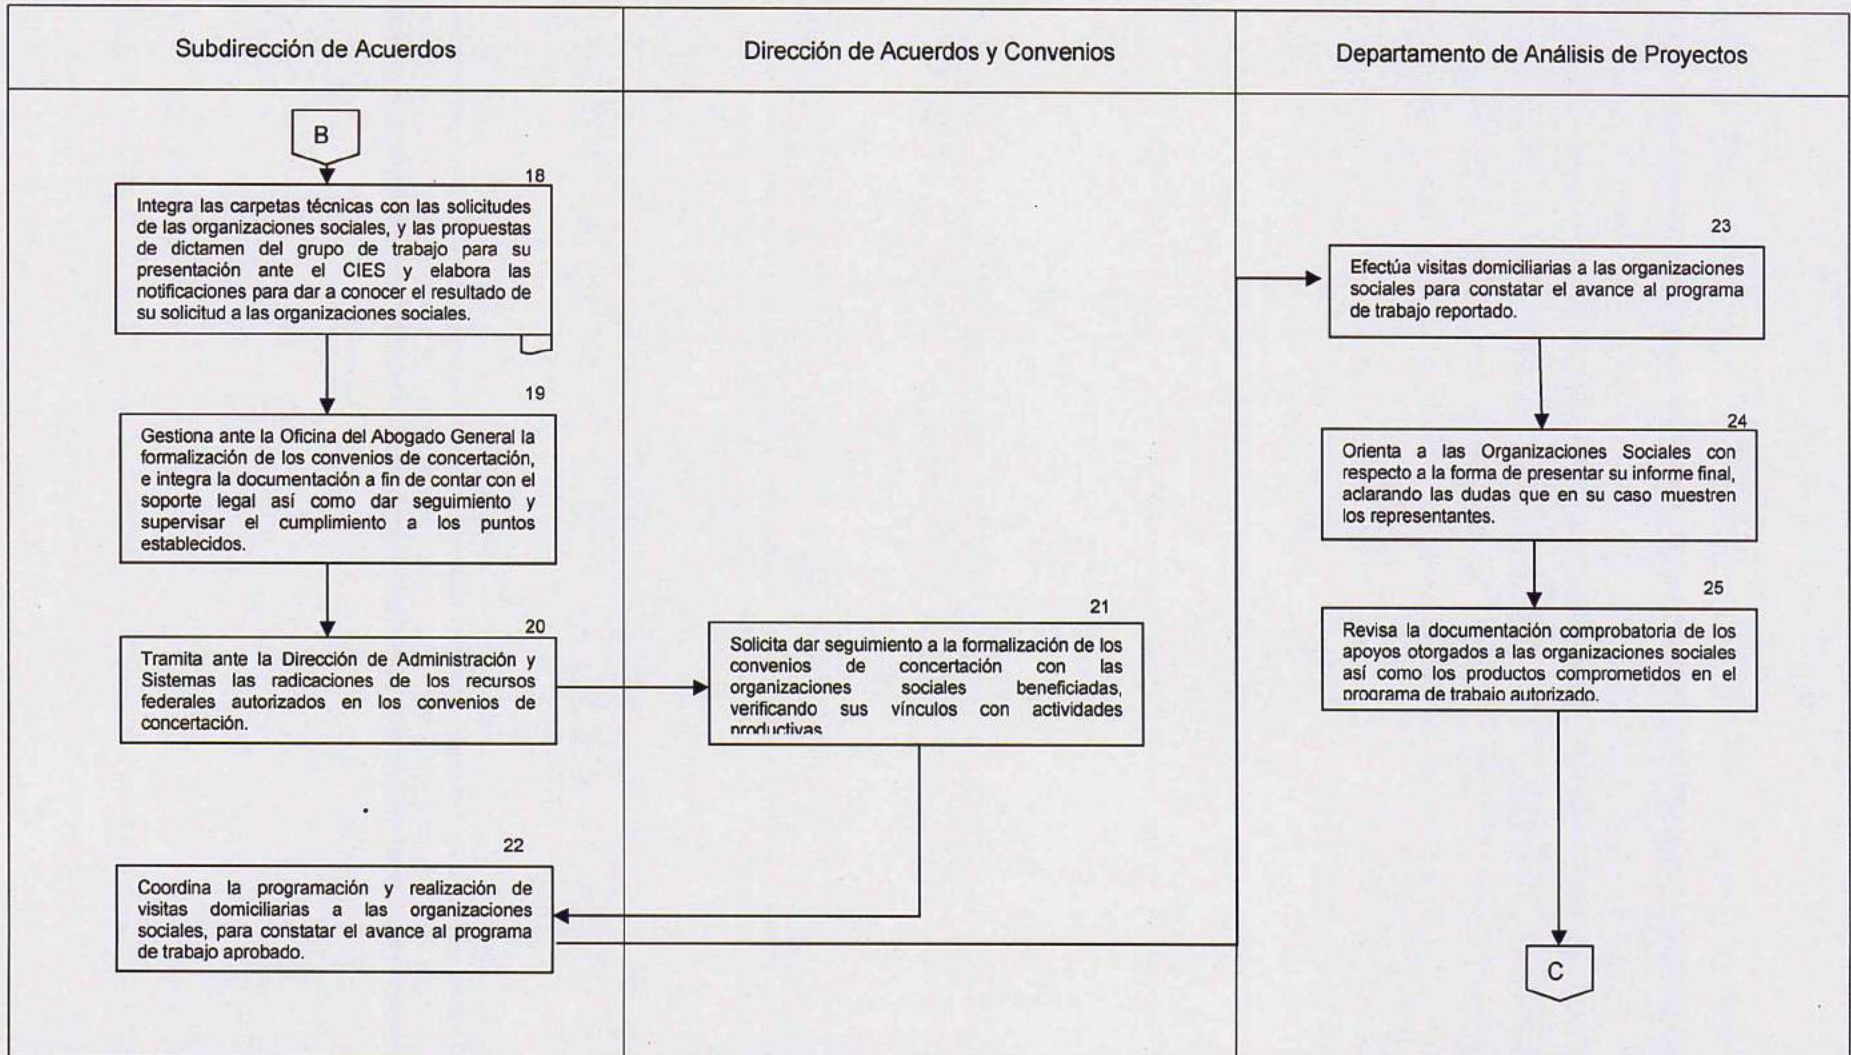 Subdirección de Acuerdos
Dirección de Acuerdos y Convenios
Departamento de Análisis de Proyectos
B
18
Integra las carpetas técnicas con las solicitudes
de las organizaciones sociales, y las propuestas
de dictamen del grupo de trabajo para su
presentación ante el CIES y elabora las
notificaciones para dar a conocer el resultado de
su solicitud a las organizaciones sociales.
19
Gestiona ante la Oficina del Abogado General la
formalización de los convenios de concertación,
e integra la documentación a fin de contar con el
soporte legal así como dar seguimiento y
supervisar el cumplimiento a los puntos
establecidos.
20
Tramita ante la Dirección de Administración y
Sistemas las radicaciones de los recursos
federales autorizados en los convenios de
concertación.
21
Solicita dar seguimiento a la formalización de los
convenios de concertación con las
organizaciones sociales beneficiadas,
verificando sus vínculos con actividades
productivas
22
Coordina la programación y realización de
visitas domiciliarias a las organizaciones
sociales, para constatar el avance al programa
de trabajo aprobado.
23
Efectúa visitas domiciliarias a las organizaciones
sociales para constatar el avance al programa
de trabajo reportado.
24
Orienta a las Organizaciones Sociales con
respecto a la forma de presentar su informe final,
aclarando las dudas que en su caso muestren
los representantes.
25
Revisa la documentación comprobatoria de los
apoyos otorgados a las organizaciones sociales
así como los productos comprometidos en el
programa de trabajo autorizado.
C